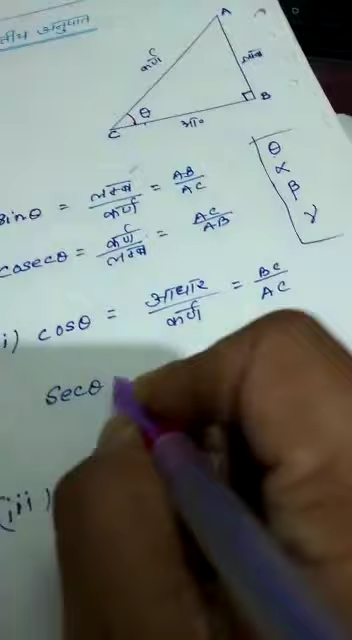 अनुपात
A
कर्ण
लम्ब
θ
B
C
आ॰
θ
α
β
γ
sinθ = लम्ब/कर्ण = AB/AC
cosecθ = कर्ण/लम्ब = AC/AB
i) cosθ = आधार/कर्ण = BC/AC
secθ
(iii)